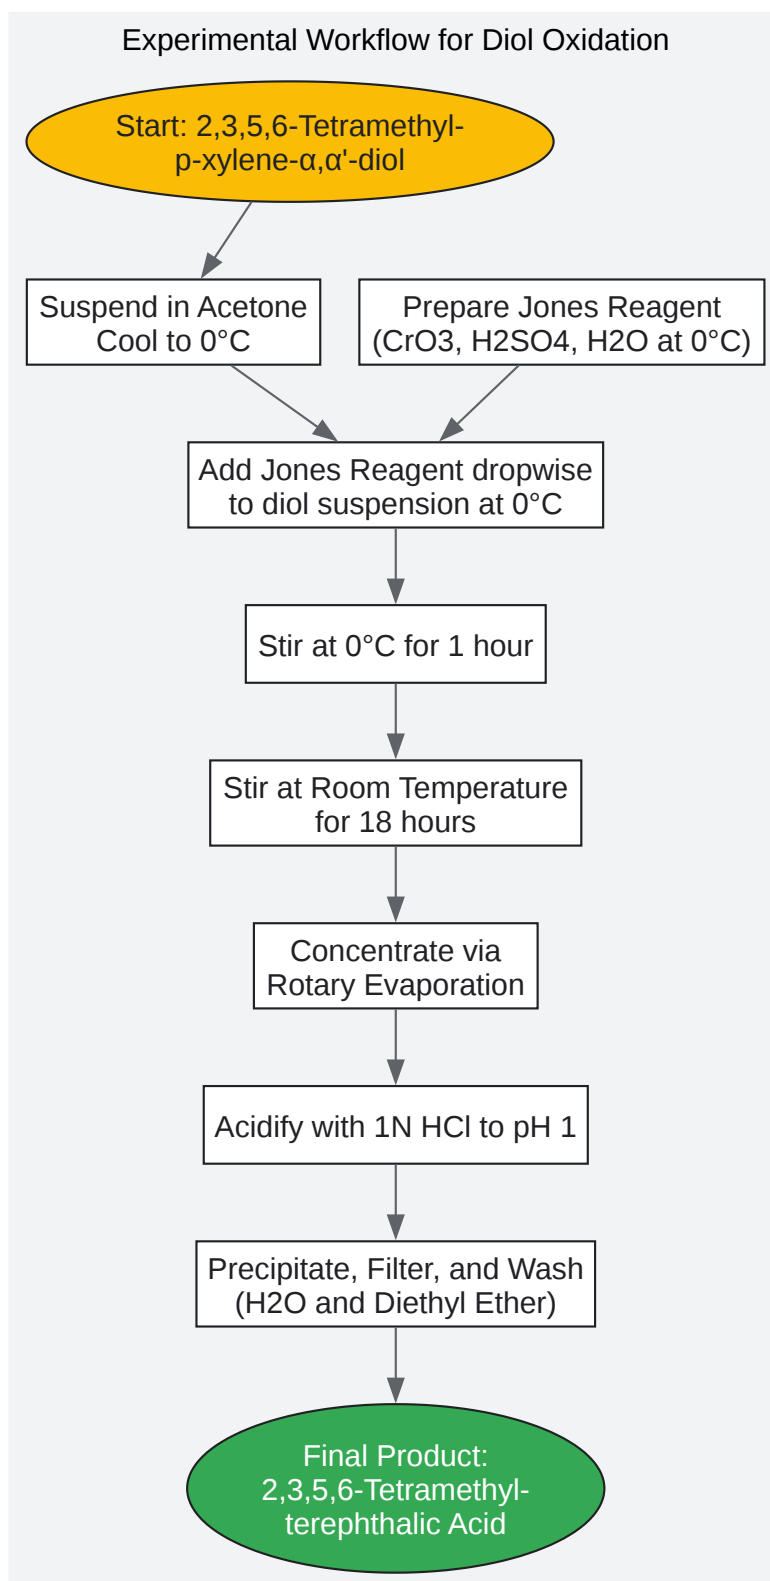 Experimental Workflow for Diol Oxidation
Start: 2,3,5,6-Tetramethyl-
p-xylene-α,α'-diol
Suspend in Acetone
Cool to 0°C
Prepare Jones Reagent
(CrO3, H2SO4, H2O at 0°C)
Add Jones Reagent dropwise
to diol suspension at 0°C
Stir at 0°C for 1 hour
Stir at Room Temperature
for 18 hours
Concentrate via
Rotary Evaporation
Acidify with 1N HCl to pH 1
Precipitate, Filter, and Wash
(H2O and Diethyl Ether)
Final Product:
2,3,5,6-Tetramethyl-
terephthalic Acid